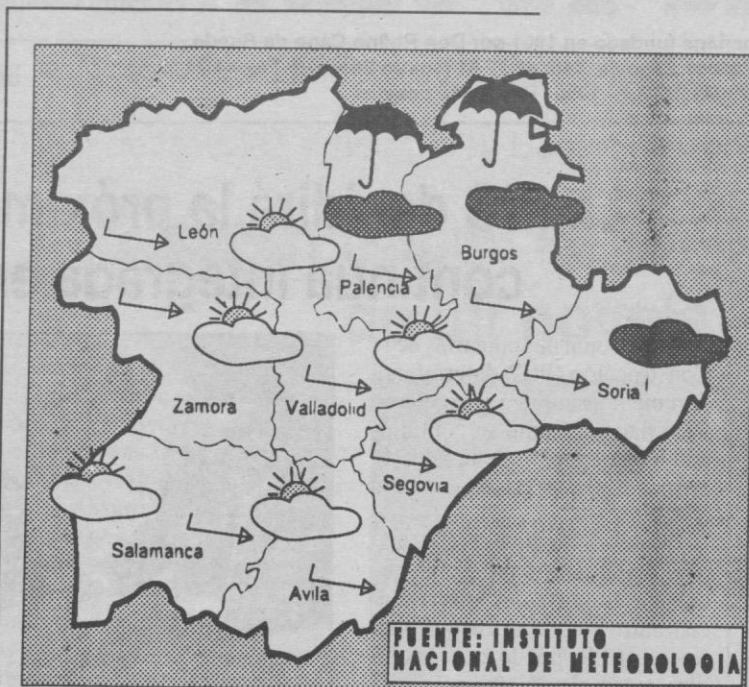 León
Burgos
Palencia
Soria
Zamora
Valladolid
Segovia
Salamanca
Avila
FUENTE: INSTITUTO
NACIONAL DE METEOROLOGIA